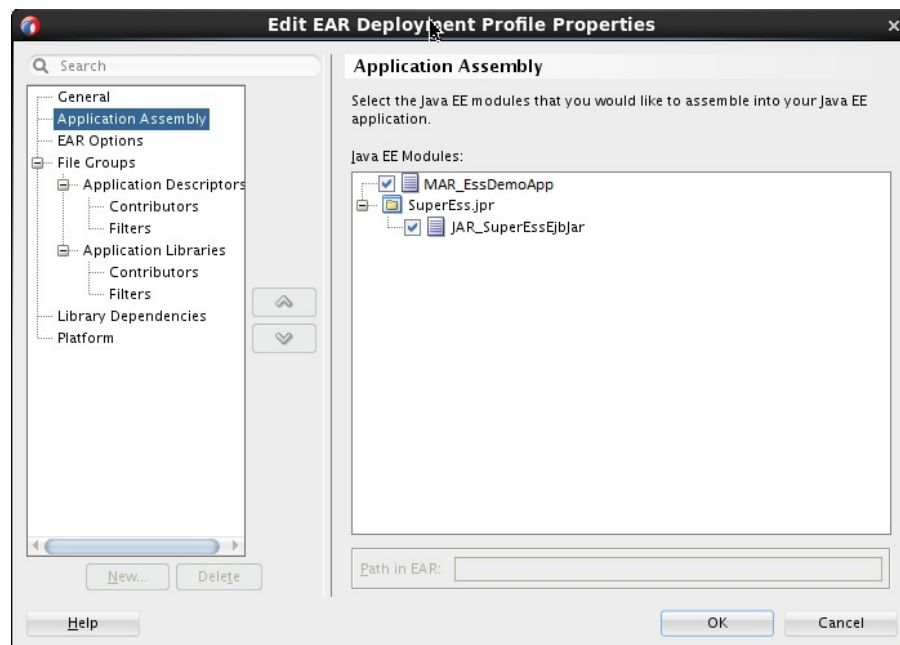 Edit EAR Deployment Profile Properties
Search
General
Application Assembly
EAR Options
File Groups
Application Descriptors
Contributors
Filters
Application Libraries
Contributors
Filters
Library Dependencies
Platform
New...
Delete
Application Assembly
Select the Java EE modules that you would like to assemble into your Java EE
application.
Java EE Modules:
MAR_EssDemoApp
SuperEss.jpr
JAR_SuperEssEjbJar
Path in EAR:
Help
OK
Cancel